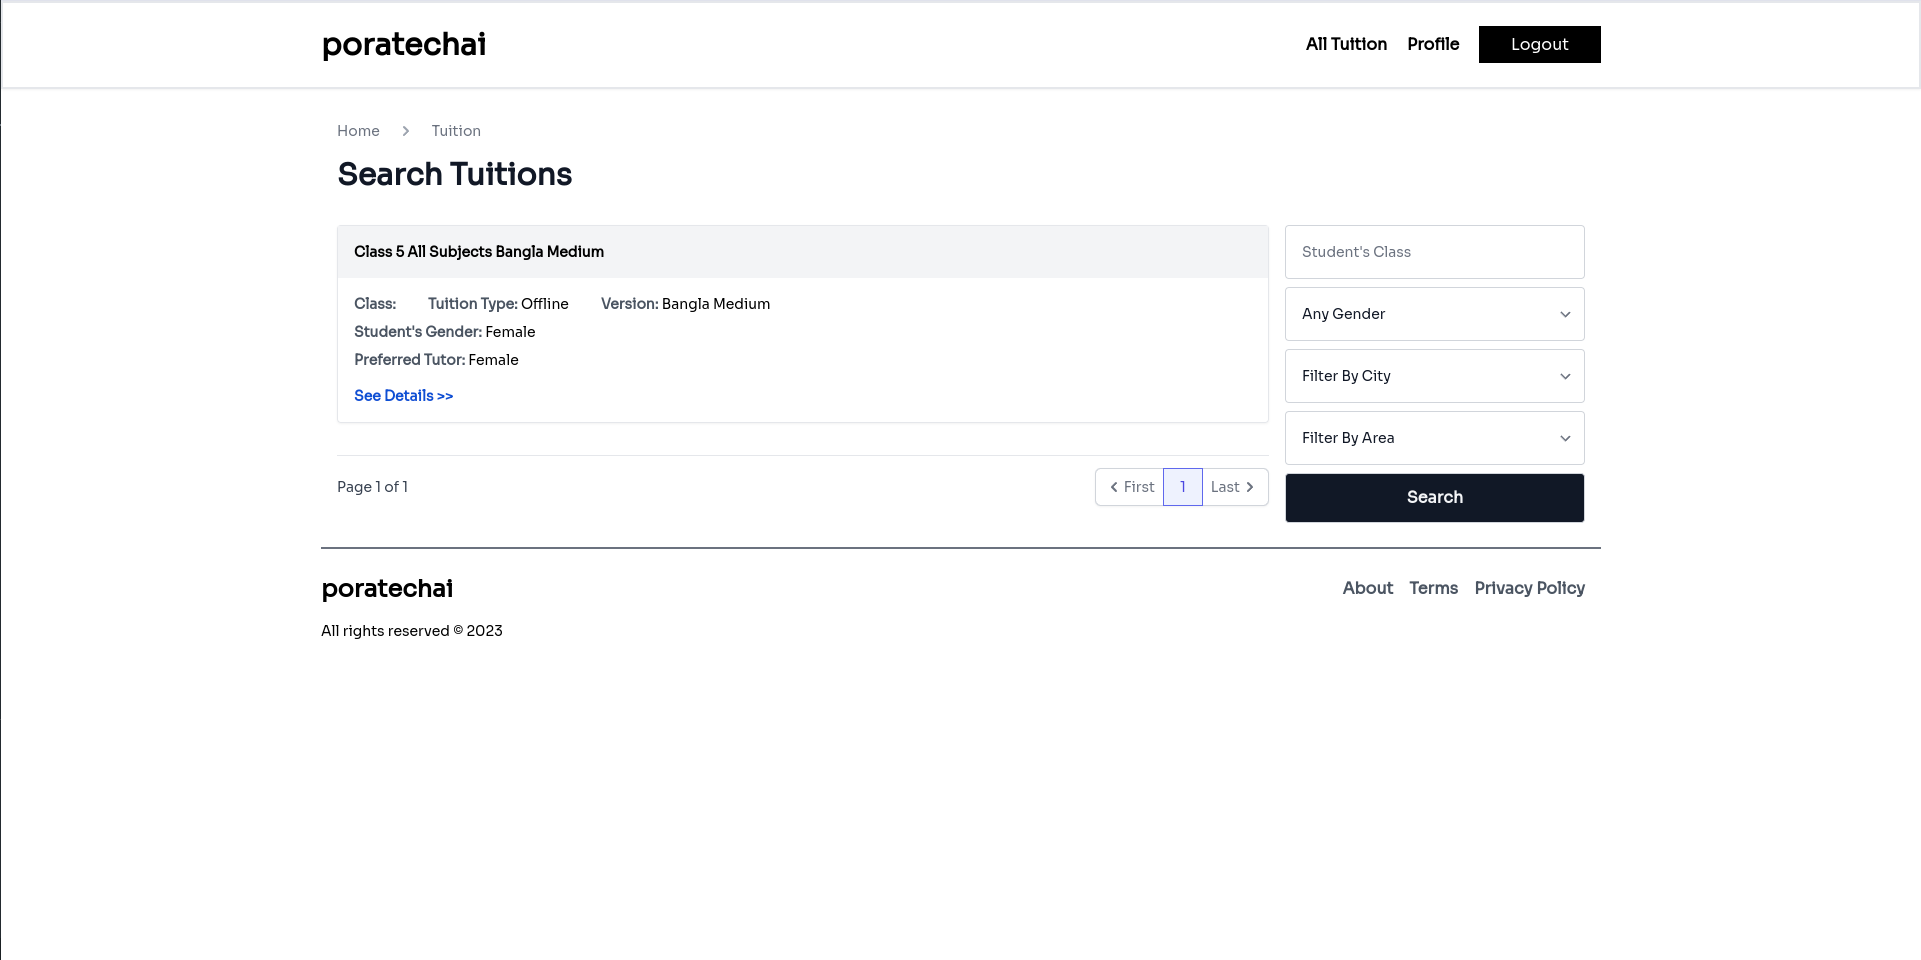 poratechai
All Tuition Profile Logout
Home > Tuition
Search Tuitions
Class 5 All Subjects Bangla Medium
Class: Tuition Type: Offline Version: Bangla Medium
Student's Gender: Female
Preferred Tutor: Female
See Details >>
Page 1 of 1
First 1 Last
Student's Class
Any Gender
Filter By City
Filter By Area
Search
poratechai
All rights reserved © 2023
About Terms Privacy Policy